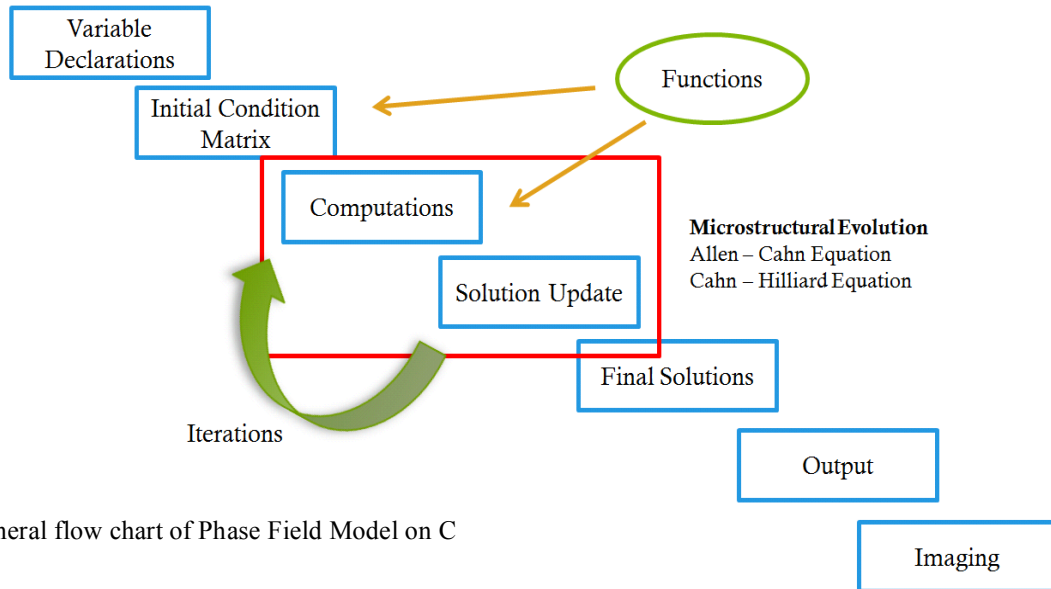 Variable
Declarations
Functions
Initial Condition
Matrix
Computations
Microstructural Evolution
Allen – Cahn Equation
Cahn – Hilliard Equation
Solution Update
Final Solutions
Iterations
Output
neral flow chart of Phase Field Model on C
Imaging